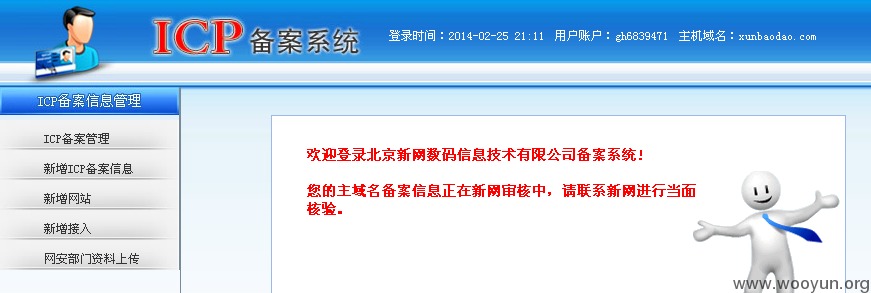 ICP备案系统
登录时间：2014-02-25 21:11 用户账户：gh6839471 主机域名：xunbaodao.com
ICP备案信息管理
ICP备案管理
新增ICP备案信息
新增网站
新增接入
网安部门资料上传
欢迎登录北京新网数码信息技术有限公司备案系统！
您的主域名备案信息正在新网审核中，请联系新网进行当面
核验。
www.wooyun.org